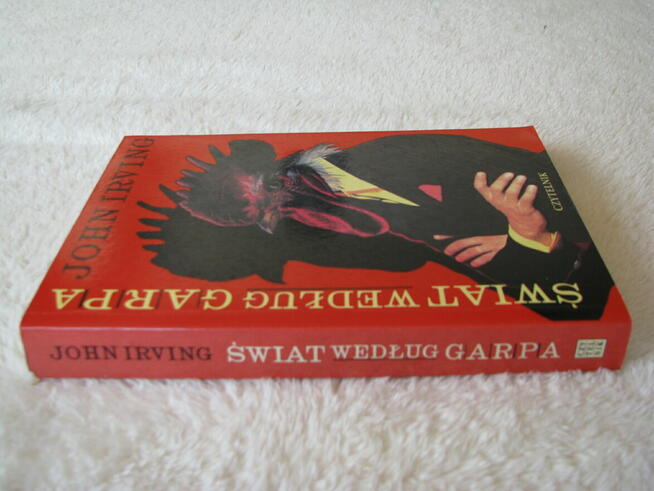 JOHN IRVING
ŚWIAT WEDŁUG GARPA
CZYTELNIK
JOHN IRVING ŚWIAT WEDŁUG GARPA